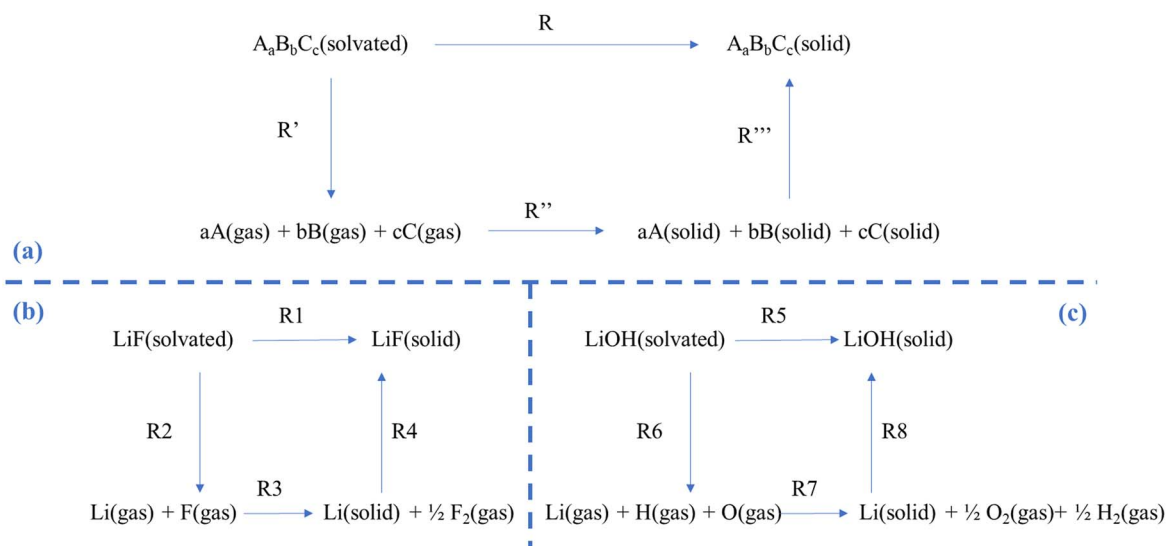 R
AₐB_bC_c(solvated) AₐB_bC_c(solid)
R’ R’’’
R’’
aA(gas) + bB(gas) + cC(gas) aA(solid) + bB(solid) + cC(solid)
(a)
(b) (c)
R1 R5
LiF(solvated) LiF(solid) LiOH(solvated) LiOH(solid)
R2 R4 R6 R8
R3 R7
Li(gas) + F(gas) Li(solid) + ½ F₂(gas) Li(gas) + H(gas) + O(gas) Li(solid) + ½ O₂(gas)+ ½ H₂(gas)